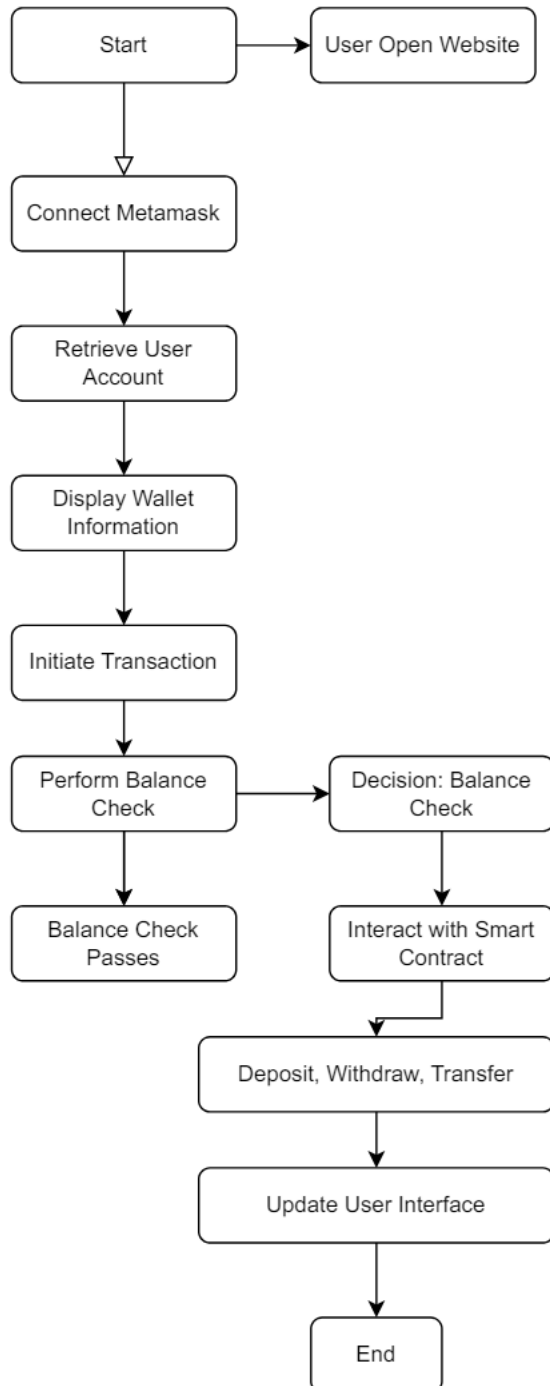 Start
User Open Website
Connect Metamask
Retrieve User
Account
Display Wallet
Information
Initiate Transaction
Perform Balance
Check
Decision: Balance
Check
Balance Check
Passes
Interact with Smart
Contract
Deposit, Withdraw, Transfer
Update User Interface
End